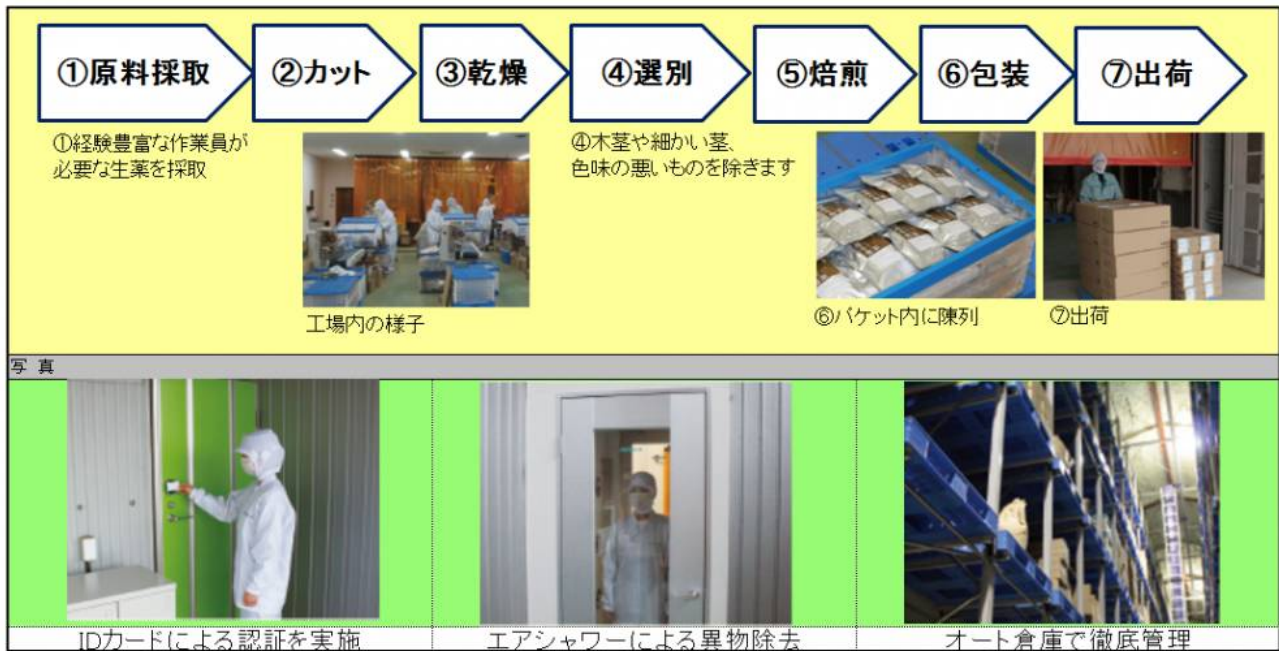 ①原料採取 ②カット ③乾燥 ④選別 ⑤焙煎 ⑥包装 ⑦出荷
①経験豊富な作業員が
必要な生薬を採取
④木茎や細かい茎、
色味の悪いものを除きます
工場内の様子
⑥バケット内に陳列
⑦出荷
写 真
IDカードによる認証を実施
エアシャワーによる異物除去
オート倉庫で徹底管理